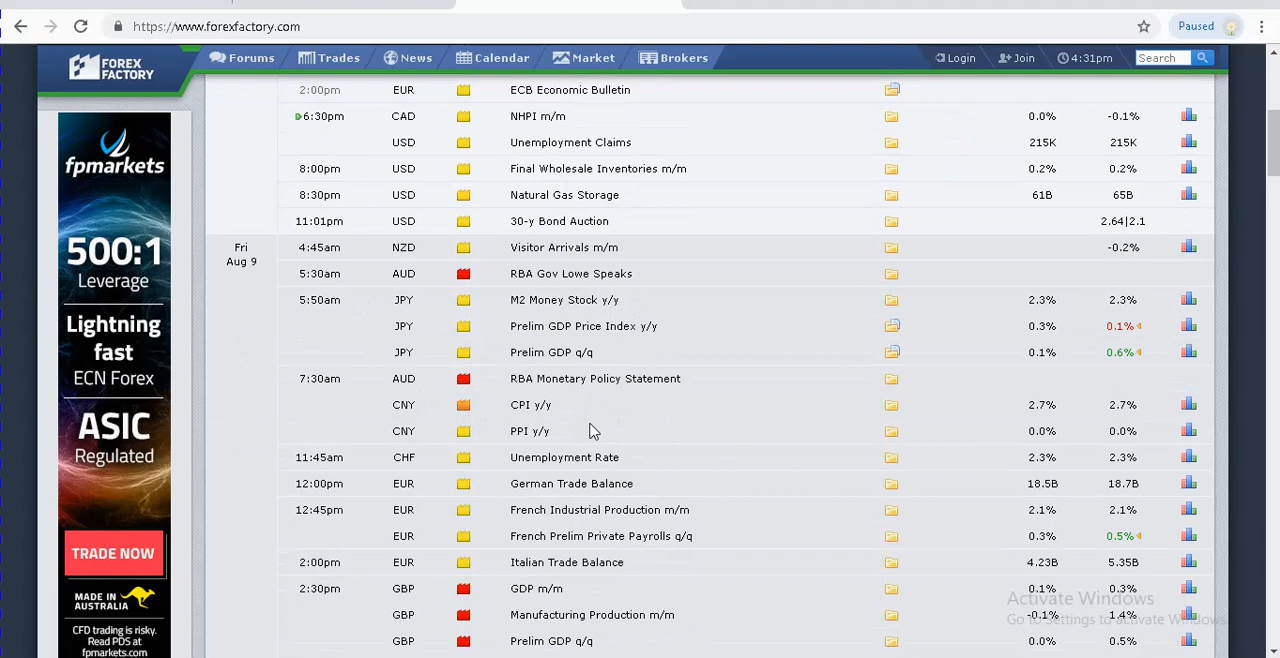 https://www.forexfactory.com
Paused
FOREX FACTORY
Forums Trades News Calendar Market Brokers Login Join 4:31pm Search
2:00pm EUR ECB Economic Bulletin
6:30pm CAD NHPI m/m 0.0% -0.1%
USD Unemployment Claims 215K 215K
8:00pm USD Final Wholesale Inventories m/m 0.2% 0.2%
8:30pm USD Natural Gas Storage 61B 65B
11:01pm USD 30-y Bond Auction 2.64|2.1
Fri Aug 9
4:45am NZD Visitor Arrivals m/m -0.2%
5:30am AUD RBA Gov Lowe Speaks
5:50am JPY M2 Money Stock y/y 2.3% 2.3%
JPY Prelim GDP Price Index y/y 0.3% 0.1%
JPY Prelim GDP q/q 0.1% 0.6%
7:30am AUD RBA Monetary Policy Statement
CNY CPI y/y 2.7% 2.7%
CNY PPI y/y 0.0% 0.0%
11:45am CHF Unemployment Rate 2.3% 2.3%
12:00pm EUR German Trade Balance 18.5B 18.7B
12:45pm EUR French Industrial Production m/m 2.1% 2.1%
EUR French Prelim Private Payrolls q/q 0.3% 0.5%
2:00pm EUR Italian Trade Balance 4.23B 5.35B
2:30pm GBP GDP m/m 0.1% 0.3%
GBP Manufacturing Production m/m -0.1% 1.4%
GBP Prelim GDP q/q 0.0% 0.5%
fpmarkets
500:1
Leverage
Lightning
fast
ECN Forex
ASIC
Regulated
TRADE NOW
MADE IN
AUSTRALIA
CFD trading is risky.
Read PDS at
fpmarkets.com
Activate Windows
Go to Settings to activate Windows.